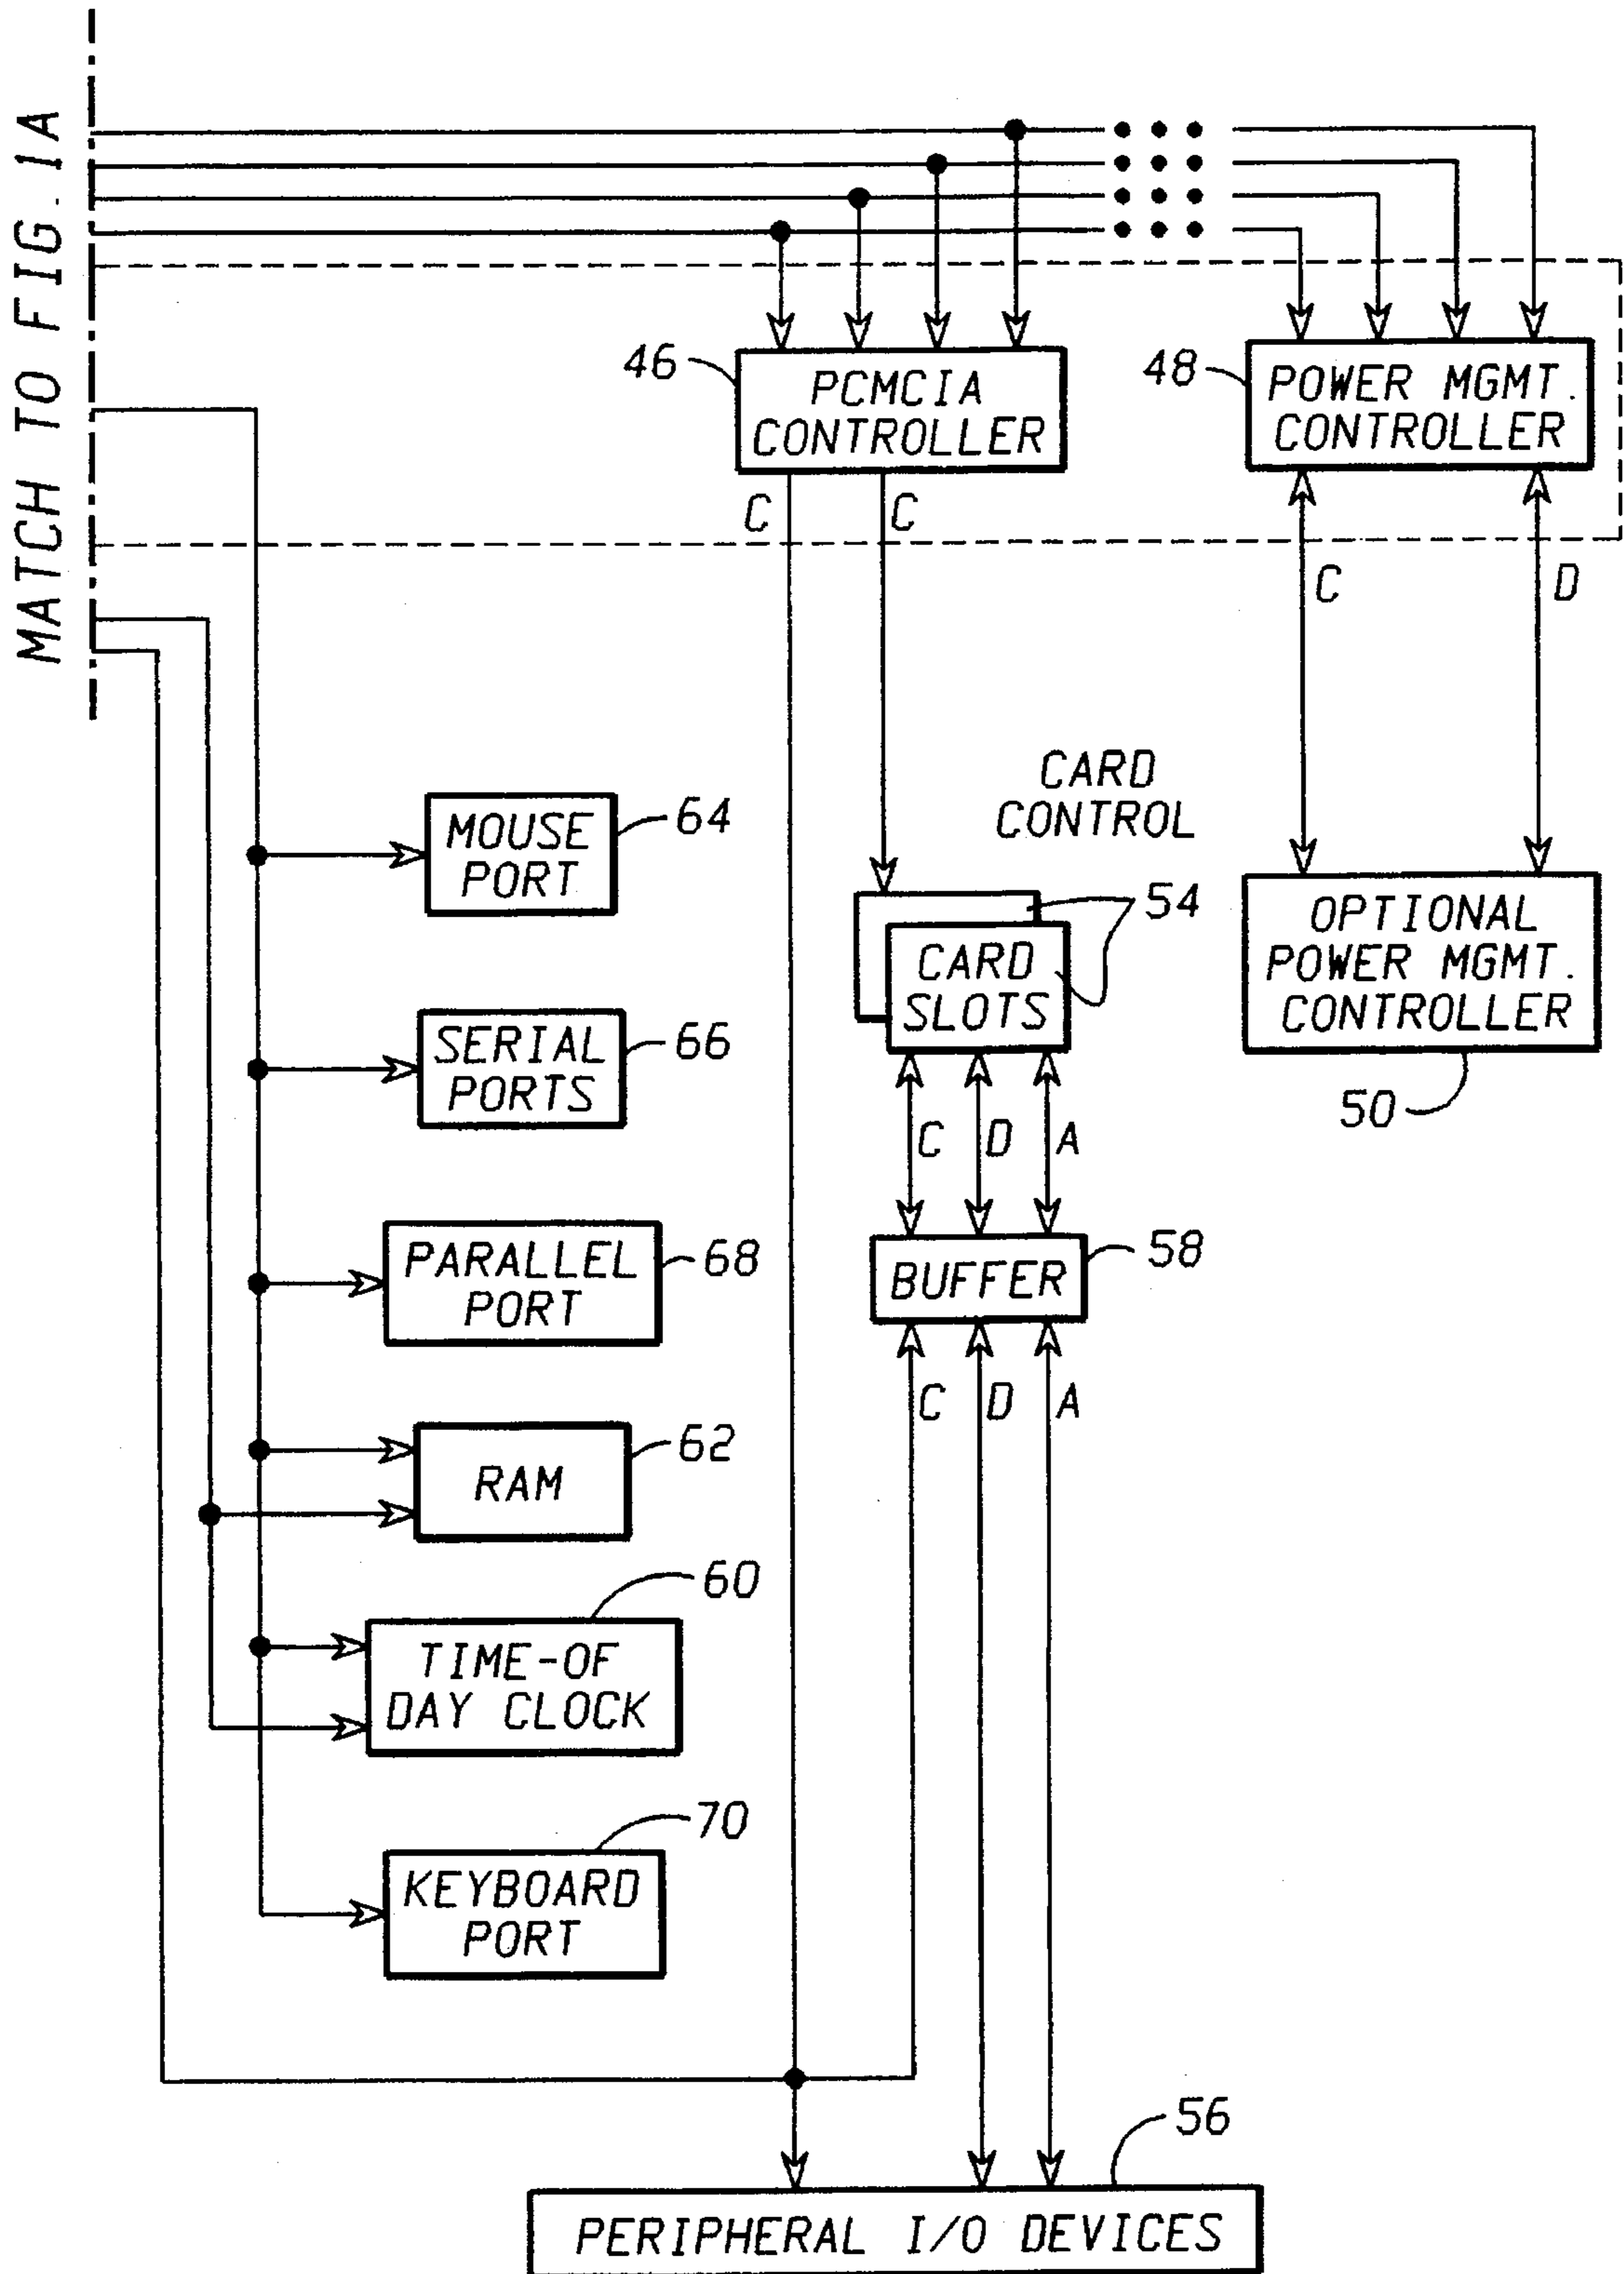 MATCH TO FIG. 1A
46
PCMCIA
CONTROLLER
48
POWER MGMT.
CONTROLLER
C
C
C
D
CARD
CONTROL
64
MOUSE
PORT
54
CARD
SLOTS
OPTIONAL
POWER MGMT.
CONTROLLER
50
66
SERIAL
PORTS
C
D
A
68
PARALLEL
PORT
58
BUFFER
C
D
A
62
RAM
60
TIME-OF
DAY CLOCK
70
KEYBOARD
PORT
56
PERIPHERAL I/O DEVICES